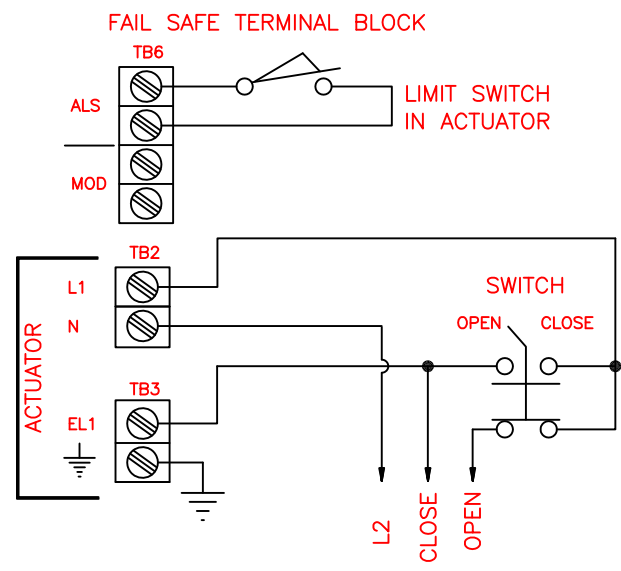 FAIL SAFE TERMINAL BLOCK
TB6
ALS
LIMIT SWITCH
IN ACTUATOR
MOD
TB2
L1
N
ACTUATOR
SWITCH
OPEN CLOSE
TB3
EL1
L2
CLOSE
OPEN